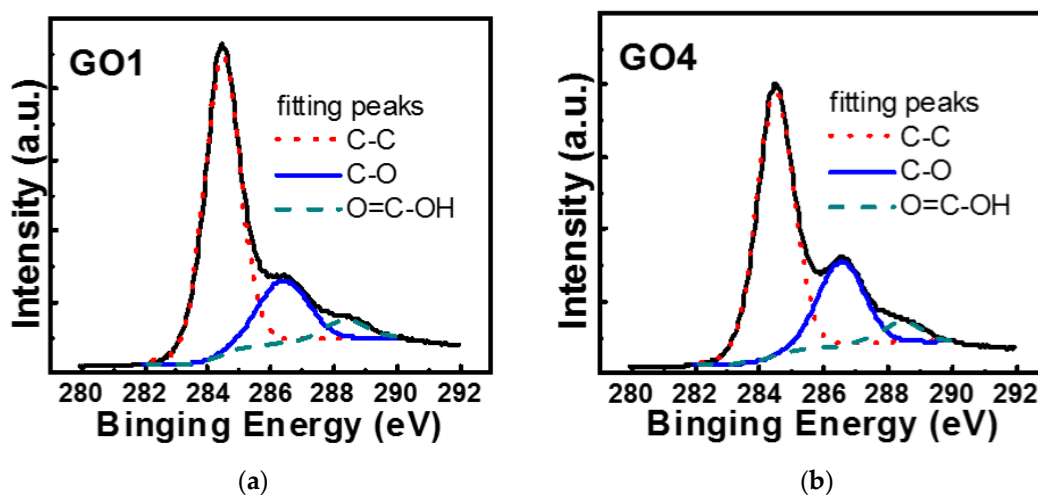 GO1
fitting peaks
C-C
C-O
O=C-OH
Intensity (a.u.)
280 282 284 286 288 290 292
Binging Energy (eV)
(a)
GO4
fitting peaks
C-C
C-O
O=C-OH
Intensity (a.u.)
280 282 284 286 288 290 292
Binging Energy (eV)
(b)